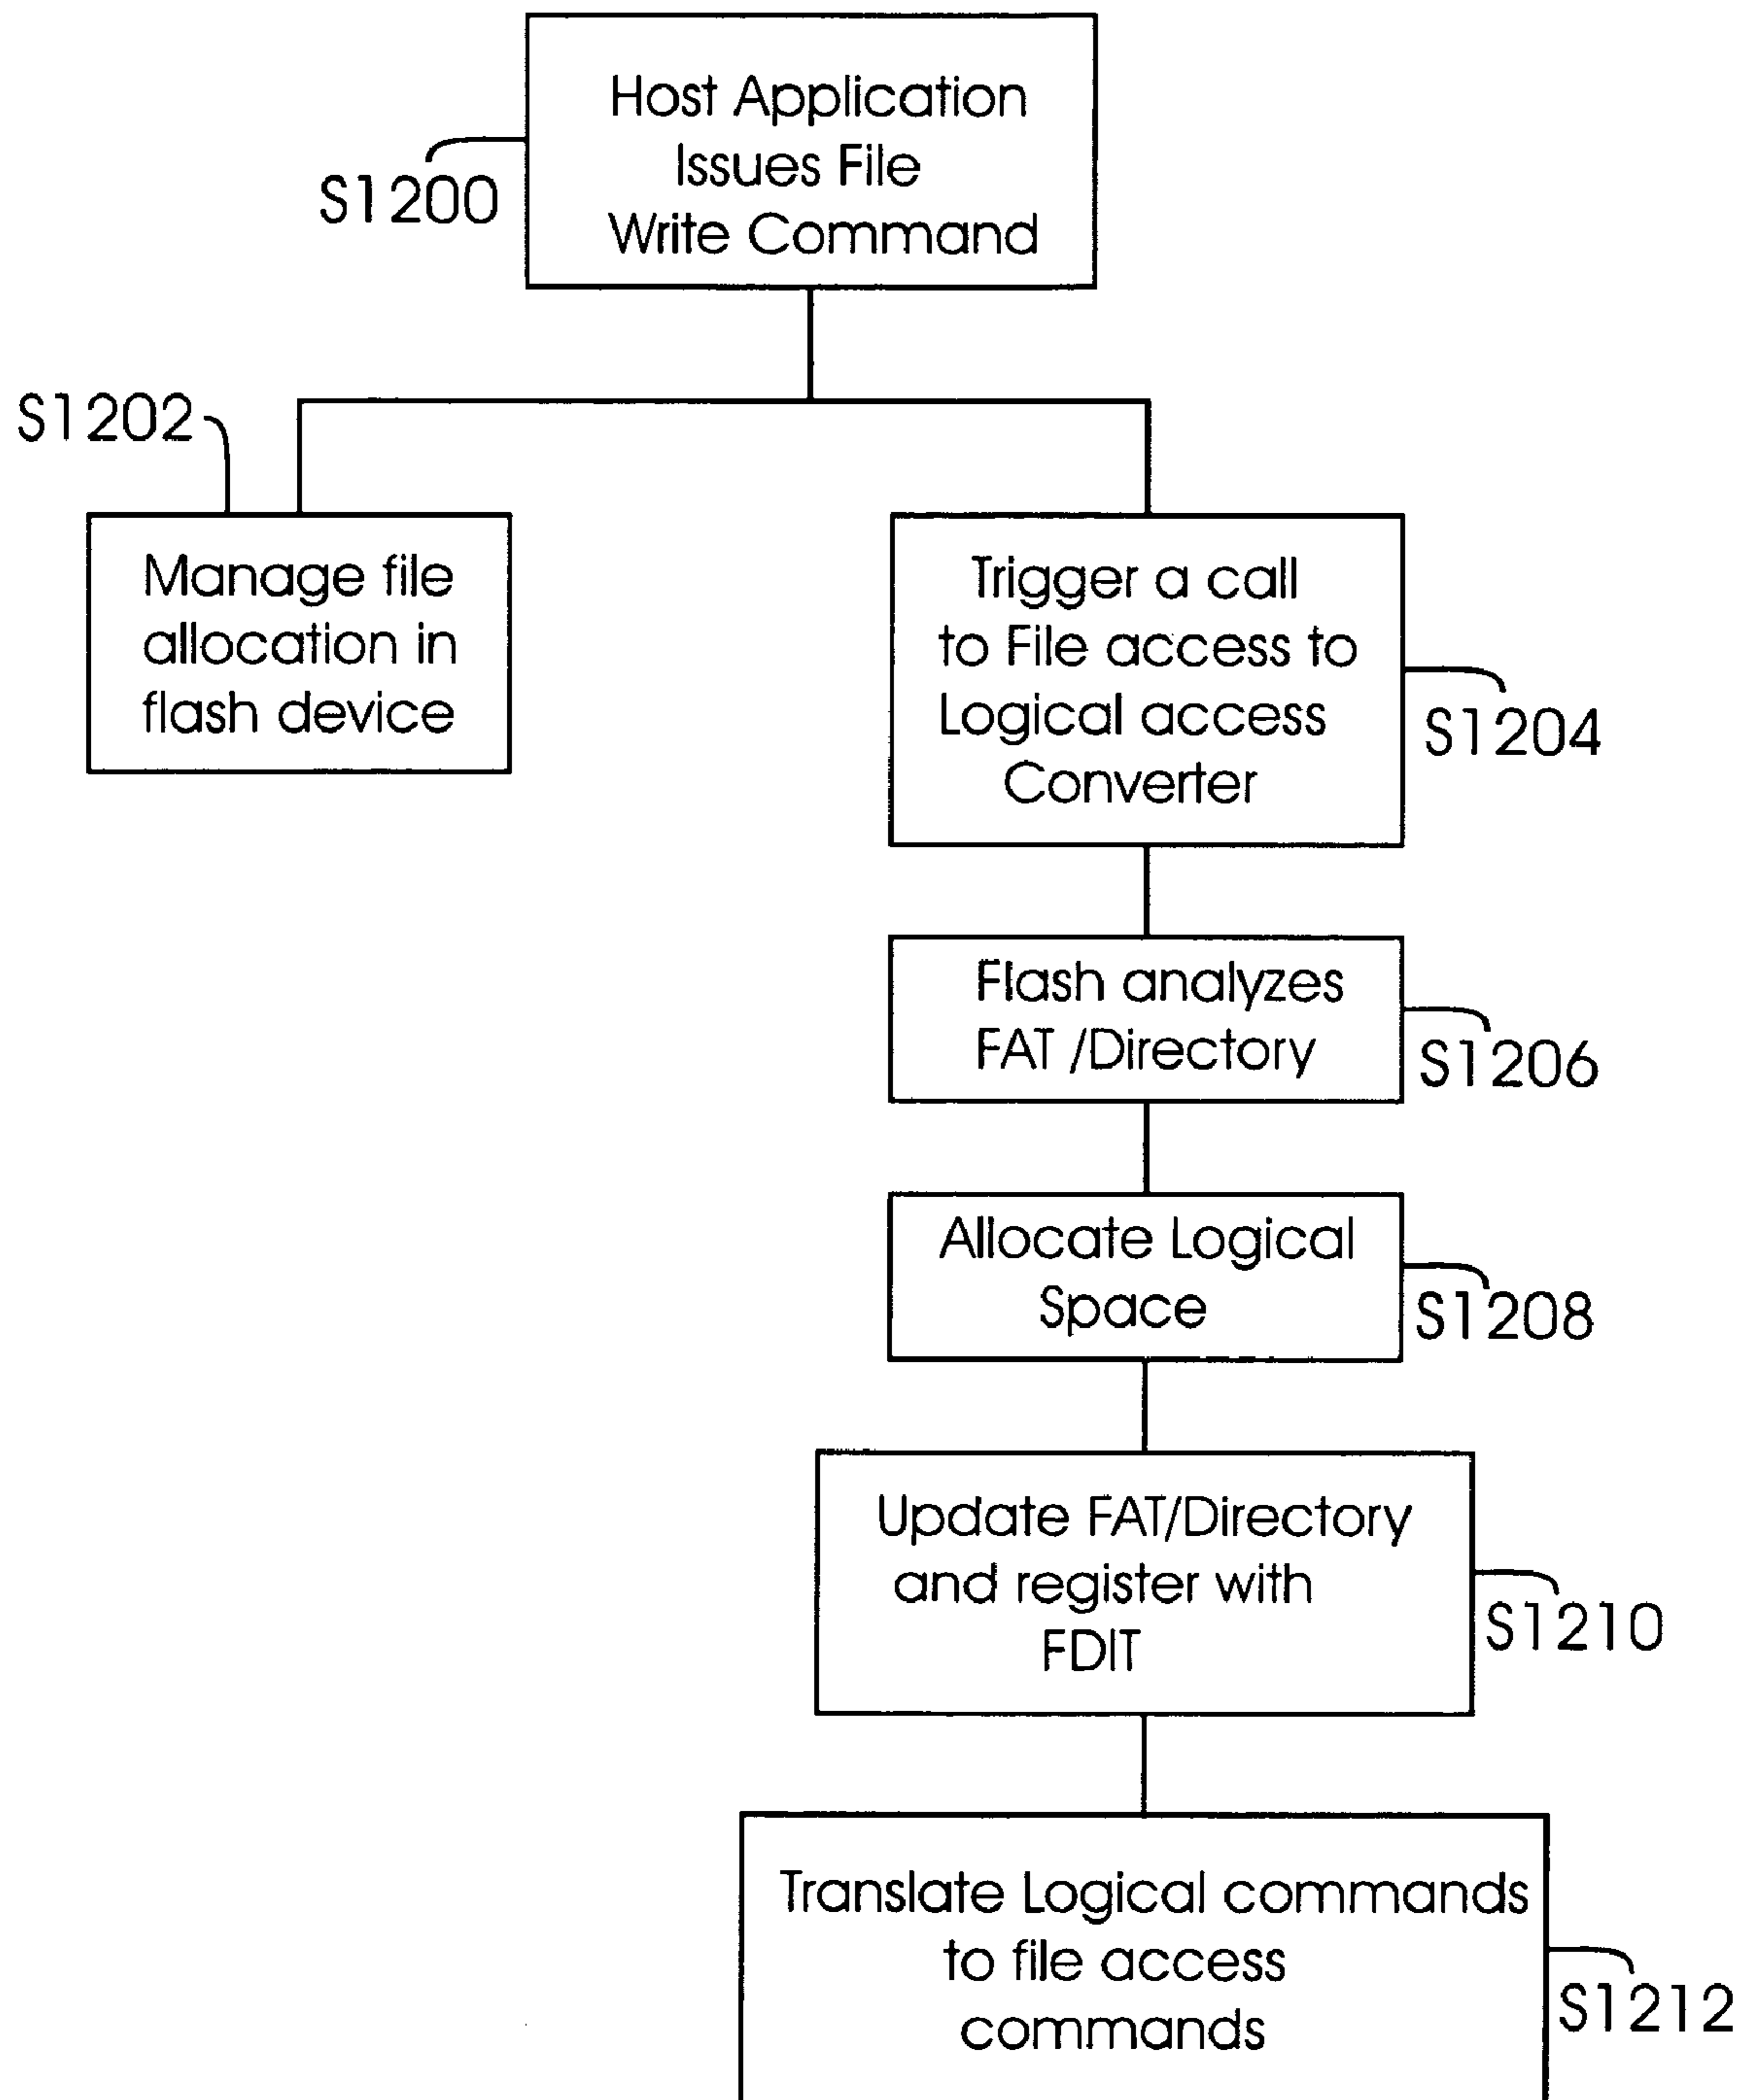 Host Application
Issues File
Write Command
S1200
S1202
Manage file
allocation in
flash device
Trigger a call
to File access to
Logical access
Converter
S1204
Flash analyzes
FAT /Directory
S1206
Allocate Logical
Space
S1208
Update FAT/Directory
and register with
FDIT
S1210
Translate Logical commands
to file access
commands
S1212